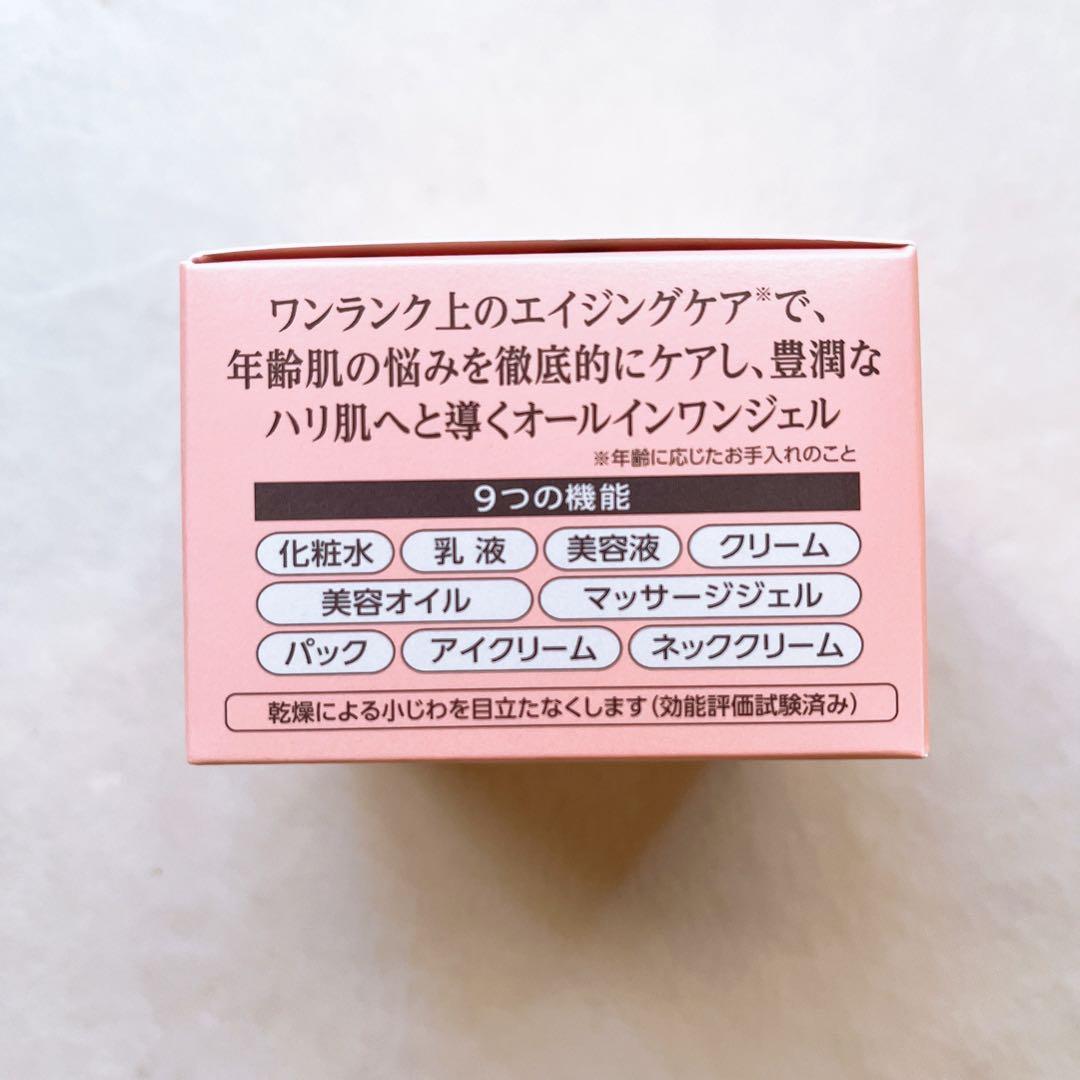 ワンランク上のエイジングケア※で、
年齢肌の悩みを徹底的にケアし、豊潤な
ハリ肌へと導くオールインワンジェル
※年齢に応じたお手入れのこと
9つの機能
化粧水 乳液 美容液 クリーム
美容オイル マッサージジェル
パック アイクリーム ネッククリーム
乾燥による小じわを目立たなくします(効能評価試験済み)